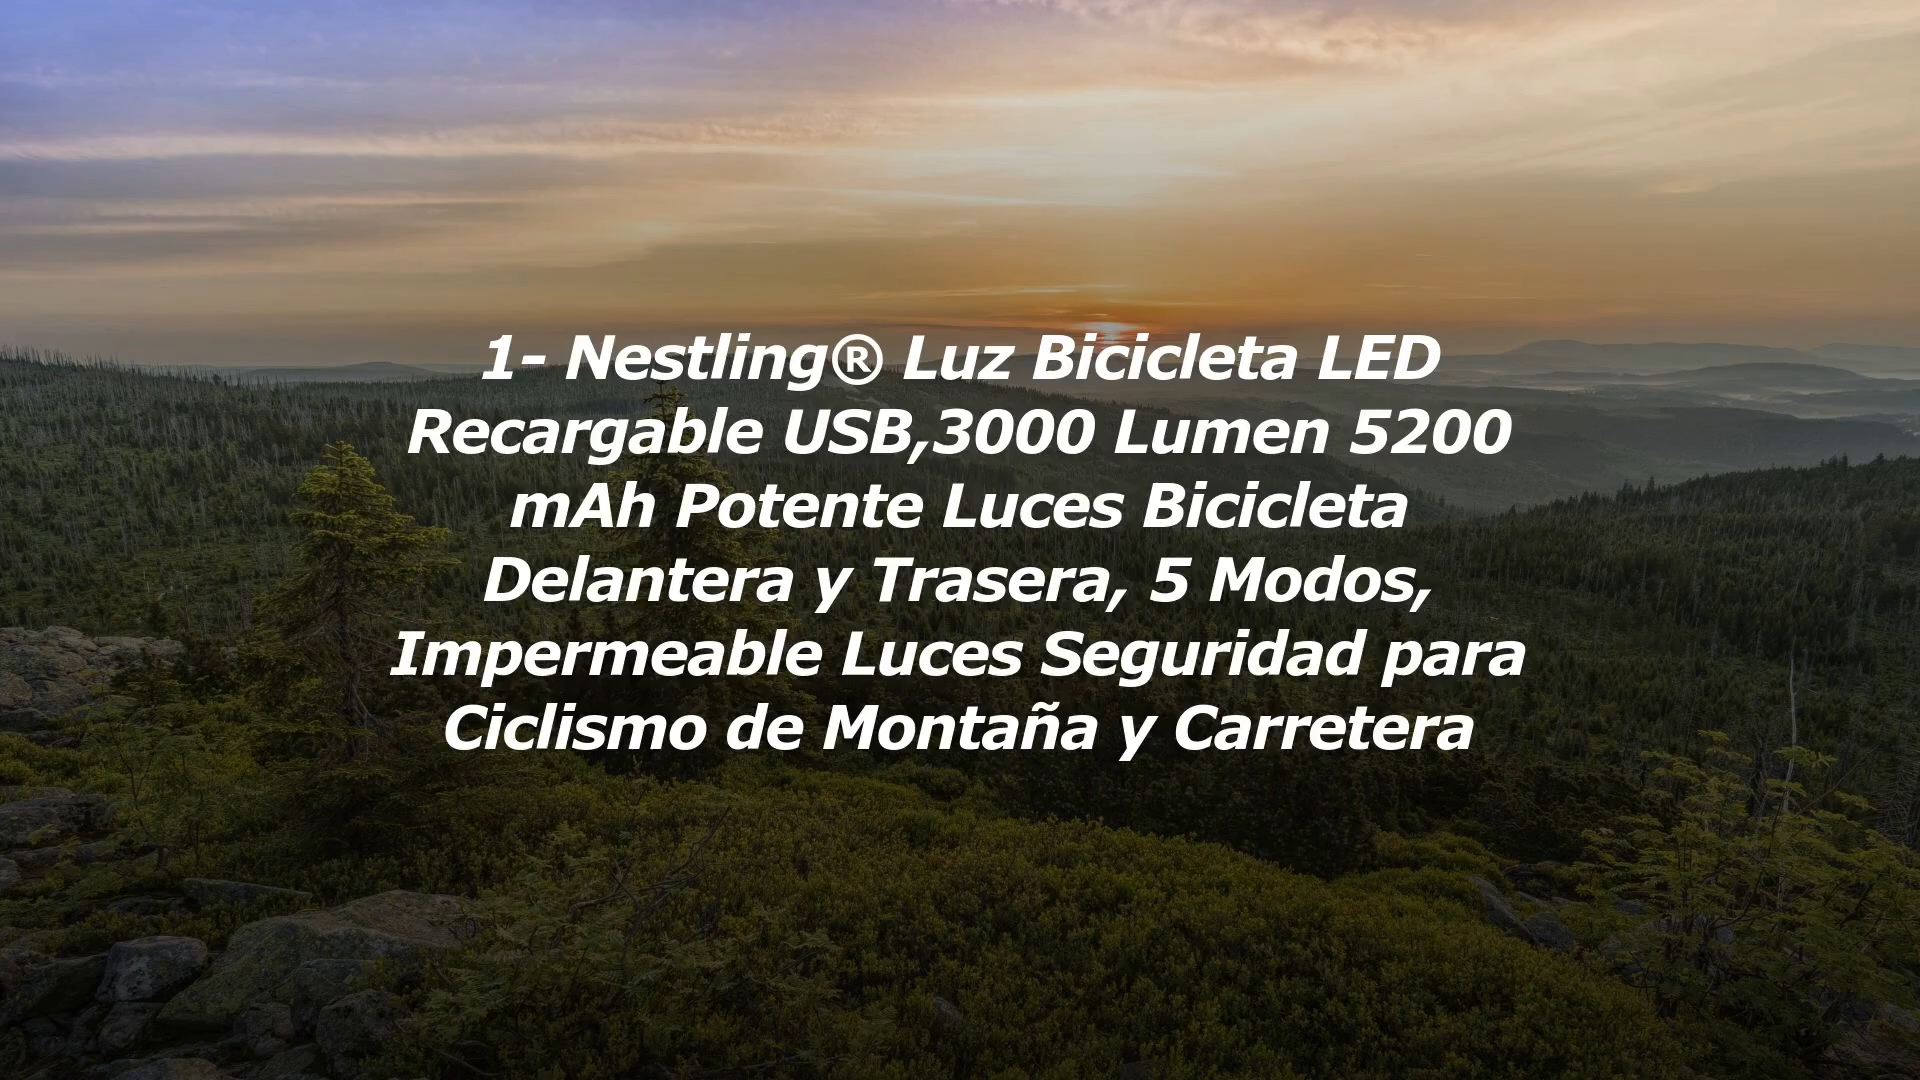 1- Nestling® Luz Bicicleta LED
Recargable USB,3000 Lumen 5200
mAh Potente Luces Bicicleta
Delantera y Trasera, 5 Modos,
Impermeable Luces Seguridad para
Ciclismo de Montaña y Carretera